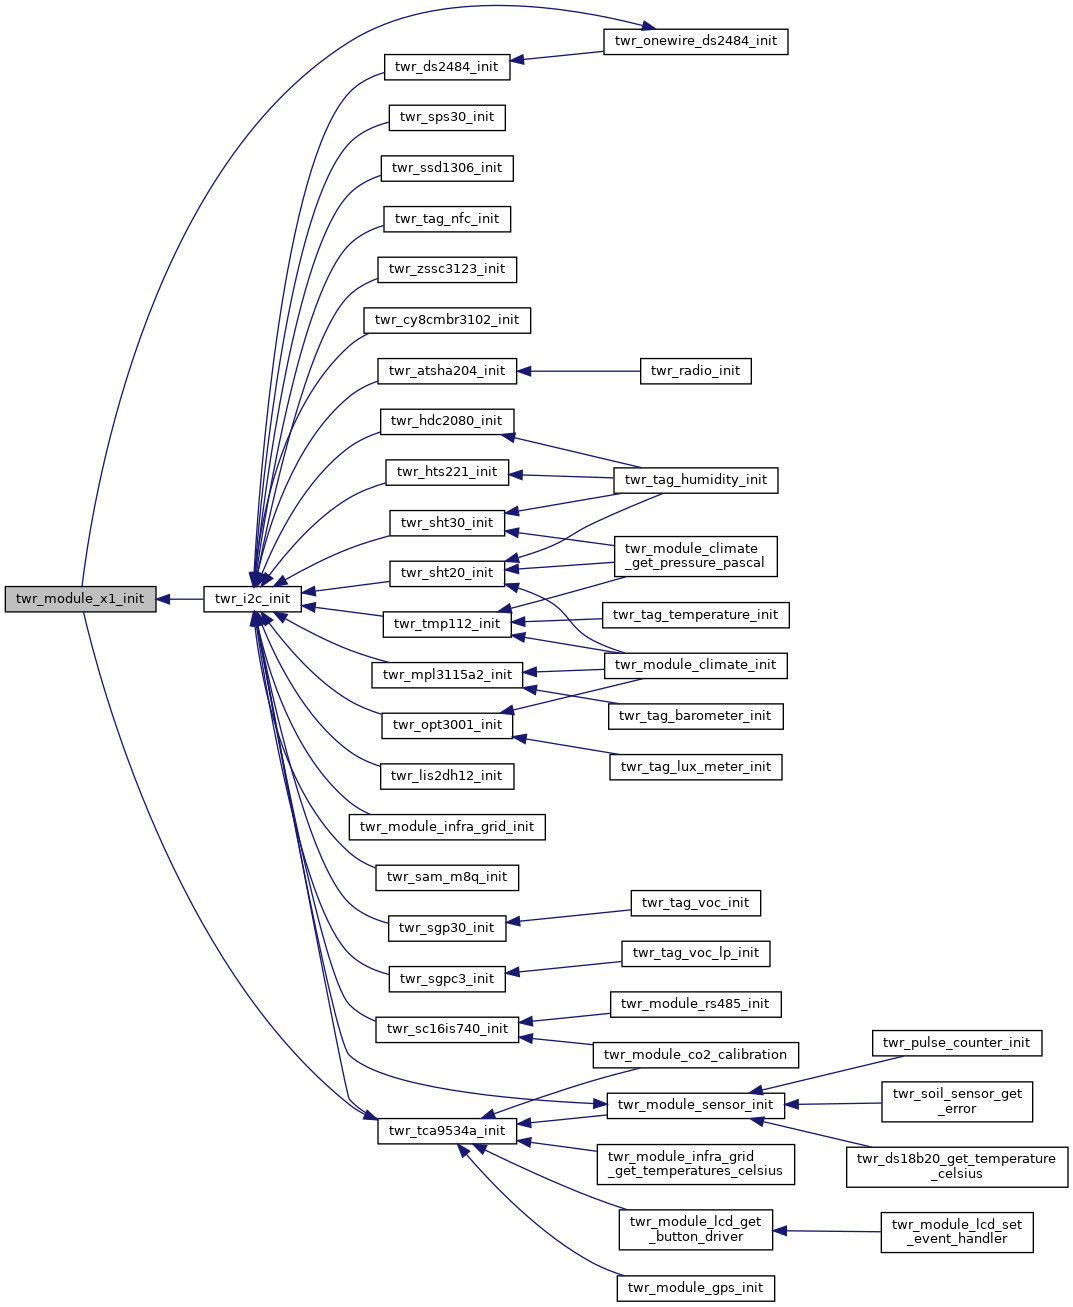 twr_onewire_ds2484_init
twr_ds2484_init
twr_sps30_init
twr_ssd1306_init
twr_tag_nfc_init
twr_zssc3123_init
twr_cy8cmbr3102_init
twr_atsha204_init
twr_radio_init
twr_hdc2080_init
twr_hts221_init
twr_tag_humidity_init
twr_sht30_init
twr_module_climate
_get_pressure_pascal
twr_sht20_init
twr_module_x1_init
twr_i2c_init
twr_tmp112_init
twr_tag_temperature_init
twr_module_climate_init
twr_mpl3115a2_init
twr_tag_barometer_init
twr_opt3001_init
twr_tag_lux_meter_init
twr_lis2dh12_init
twr_module_infra_grid_init
twr_sam_m8q_init
twr_tag_voc_init
twr_sgp30_init
twr_tag_voc_lp_init
twr_sgpc3_init
twr_module_rs485_init
twr_sc16is740_init
twr_pulse_counter_init
twr_module_co2_calibration
twr_soil_sensor_get
_error
twr_module_sensor_init
twr_tca9534a_init
twr_module_infra_grid
_get_temperatures_celsius
twr_ds18b20_get_temperature
_celsius
twr_module_lcd_get
_button_driver
twr_module_lcd_set
_event_handler
twr_module_gps_init